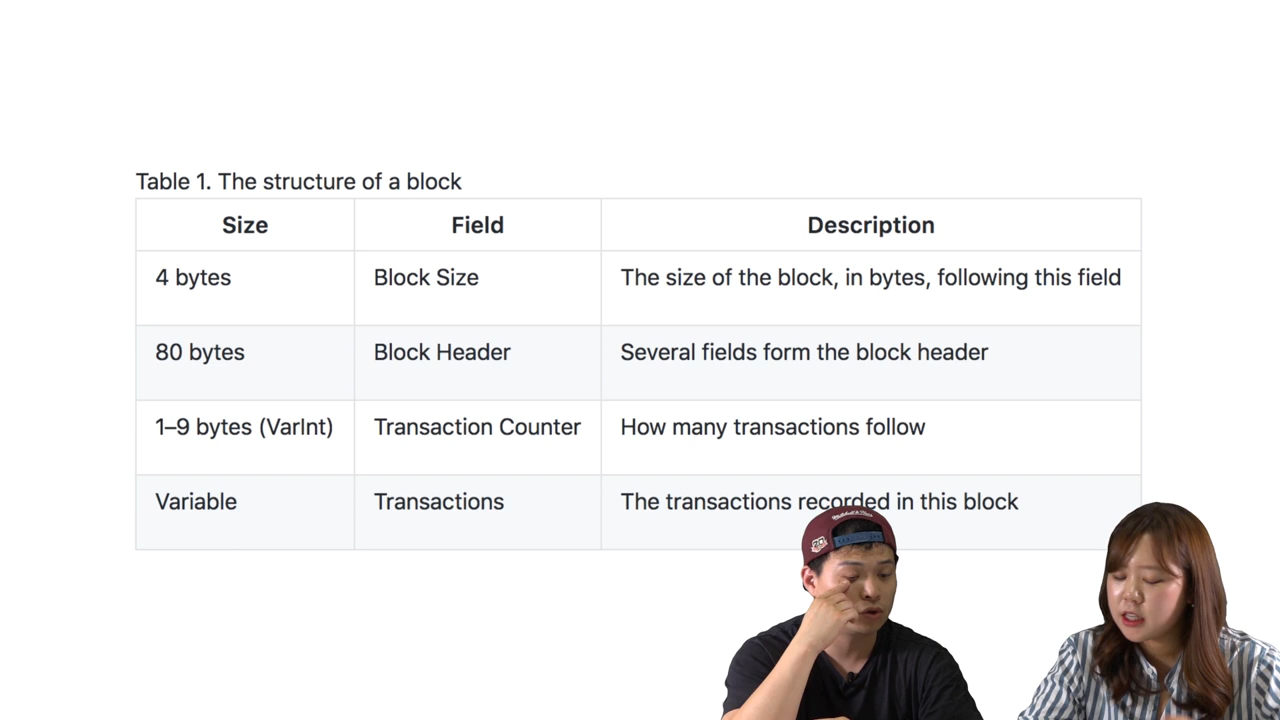 Table 1. The structure of a block
Size Field Description
4 bytes Block Size The size of the block, in bytes, following this field
80 bytes Block Header Several fields form the block header
1–9 bytes (VarInt) Transaction Counter How many transactions follow
Variable Transactions The transactions recorded in this block